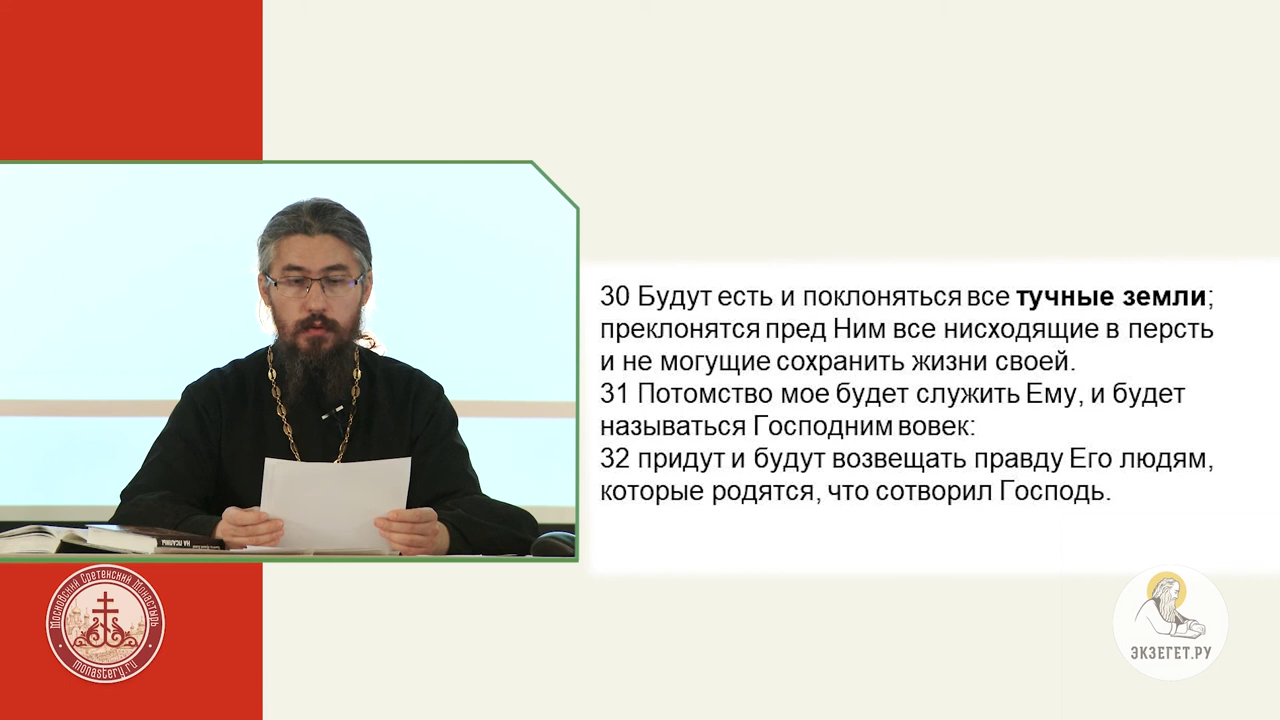 30 Будут есть и поклоняться все тучные земли;
преклонятся пред Ним все нисходящие в персть
и не могущие сохранить жизни своей.
31 Потомство мое будет служить Ему, и будет
называться Господним вовек:
32 придут и будут возвещать правду Его людям,
которые родятся, что сотворил Господь.
НА ПСАЛМЫ
Московский Сретенский Монастырь
monastery.ru
ЭКЗЕГЕТ.РУ